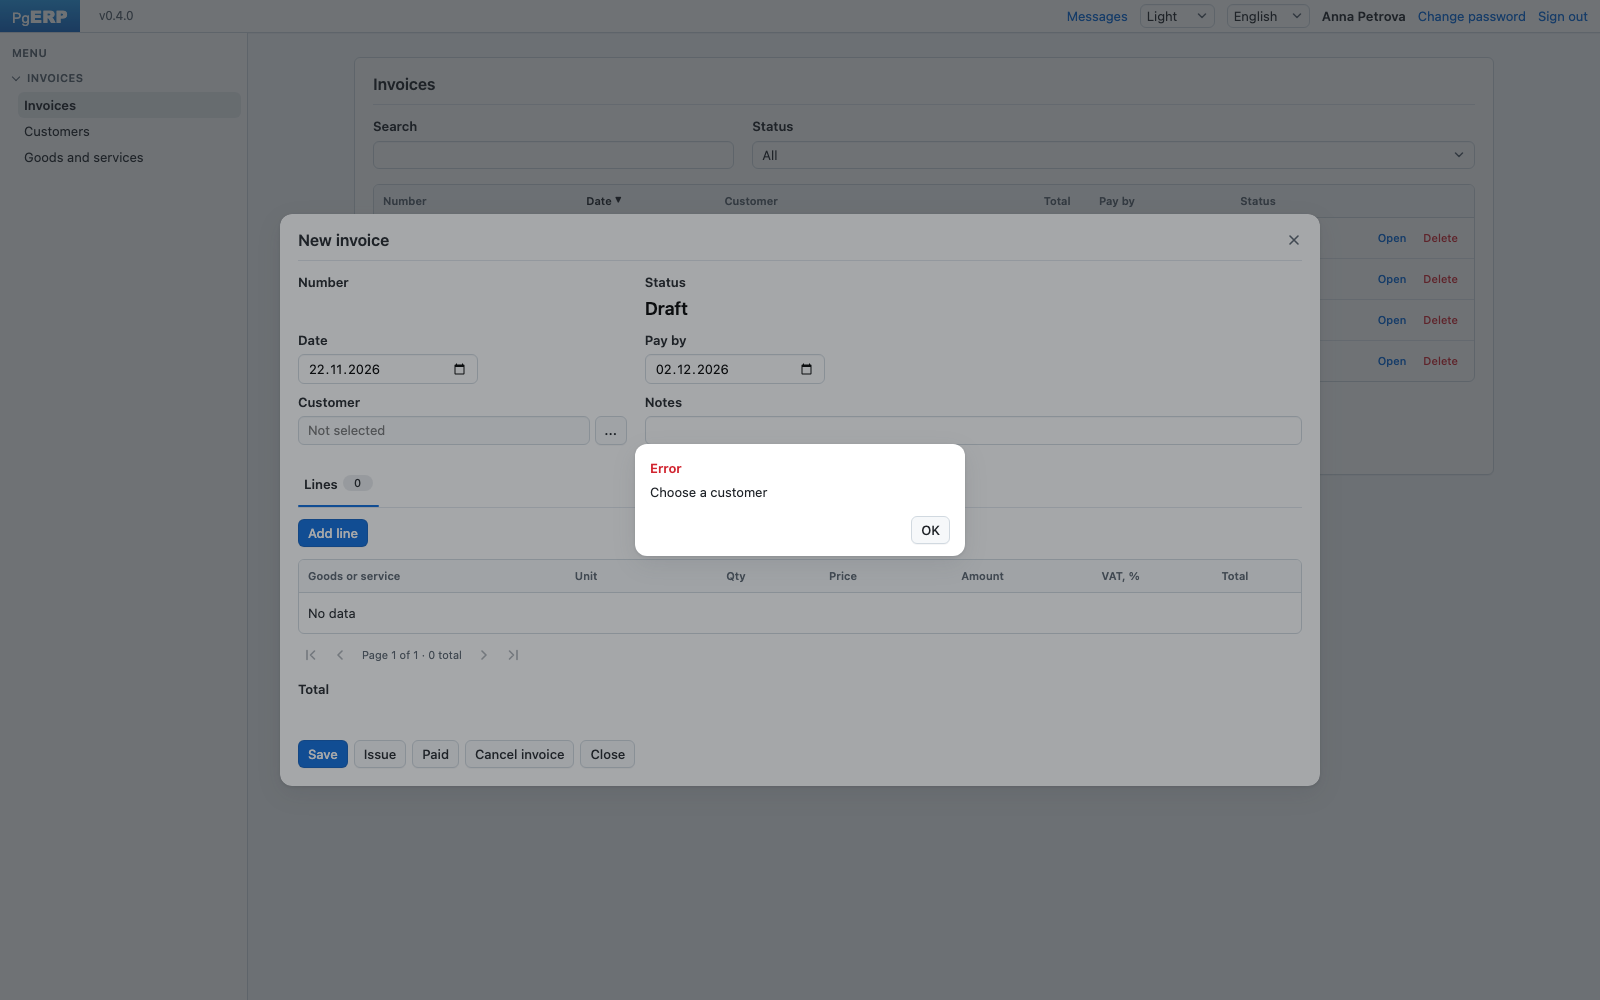 PgERP v0.4.0 Messages Light English Anna Petrova Change password Sign out
MENU
INVOICES
Invoices
Customers
Goods and services
Invoices
Search Status
All
Number Date ▼ Customer Total Pay by Status
Open Delete
Open Delete
Open Delete
Open Delete
New invoice
Number Status
Draft
Date Pay by
22.11.2026 02.12.2026
Customer Notes
Not selected ...
Error
Choose a customer
OK
Lines 0
Add line
Goods or service Unit Qty Price Amount VAT, % Total
No data
Page 1 of 1 · 0 total
Total
Save Issue Paid Cancel invoice Close